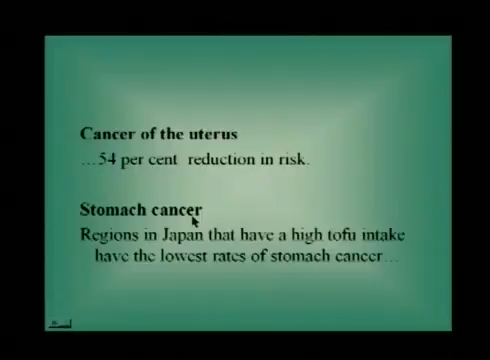 Cancer of the uterus
…54 per cent reduction in risk.
Stomach cancer
Regions in Japan that have a high tofu intake
have the lowest rates of stomach cancer…